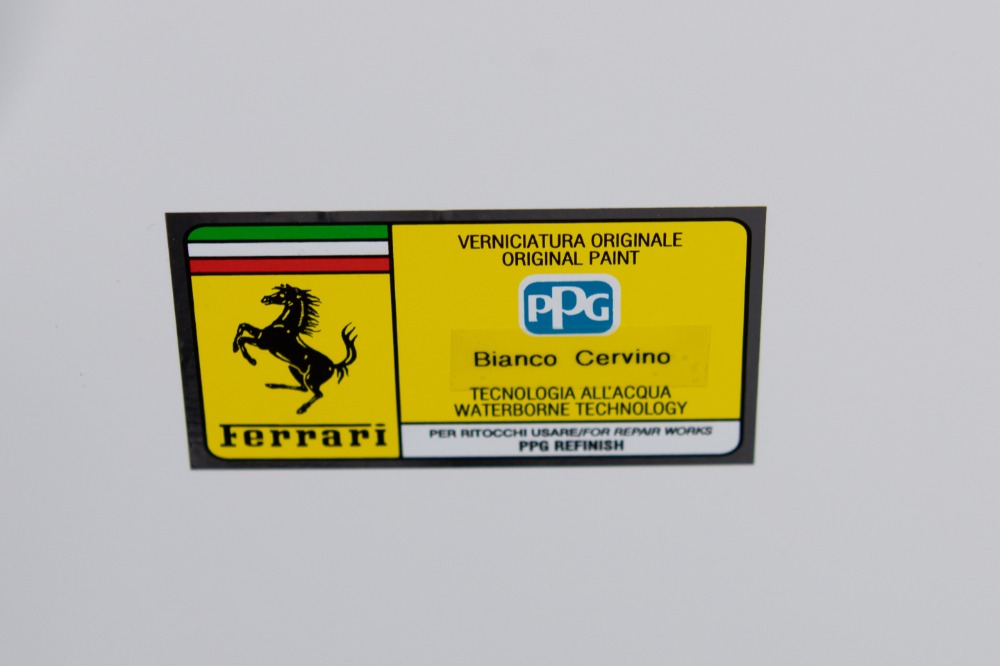 Ferrari
VERNICIATURA ORIGINALE
ORIGINAL PAINT
PPG
Bianco Cervino
TECNOLOGIA ALL'ACQUA
WATERBORNE TECHNOLOGY
PER RITOCCHI USARE/FOR REPAIR WORKS
PPG REFINISH